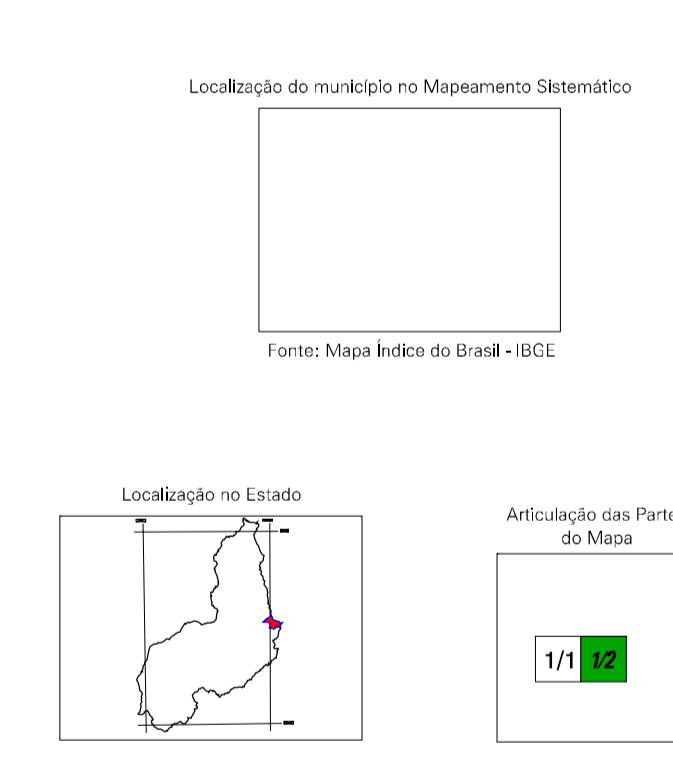 Localização do município no Mapeamento Sistemático
Fonte: Mapa Índice do Brasil - IBGE
Localização no Estado
Articulação das Parte
do Mapa
1/1 1/2